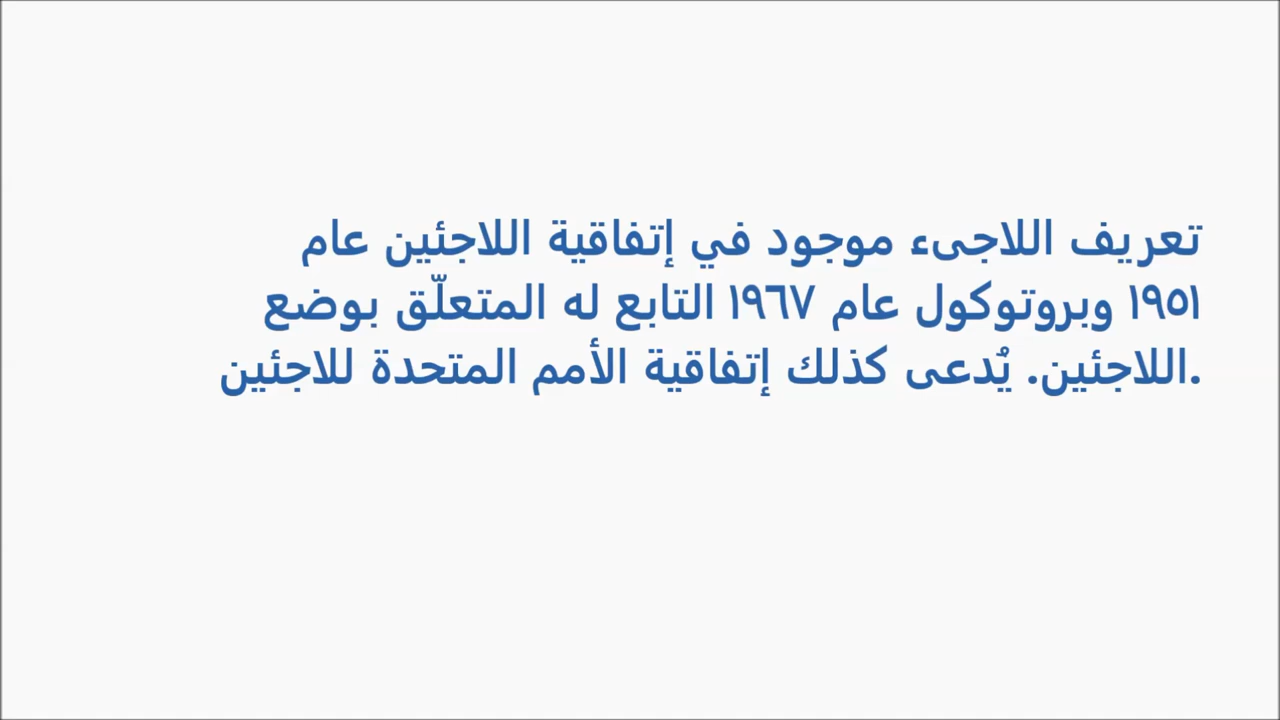 تعريف اللاجىء موجود في إتفاقية اللاجئين عام
١٩٥١ وبروتوكول عام ١٩٦٧ التابع له المتعلّق بوضع
.اللاجئين. يُدعى كذلك إتفاقية الأمم المتحدة للاجئين